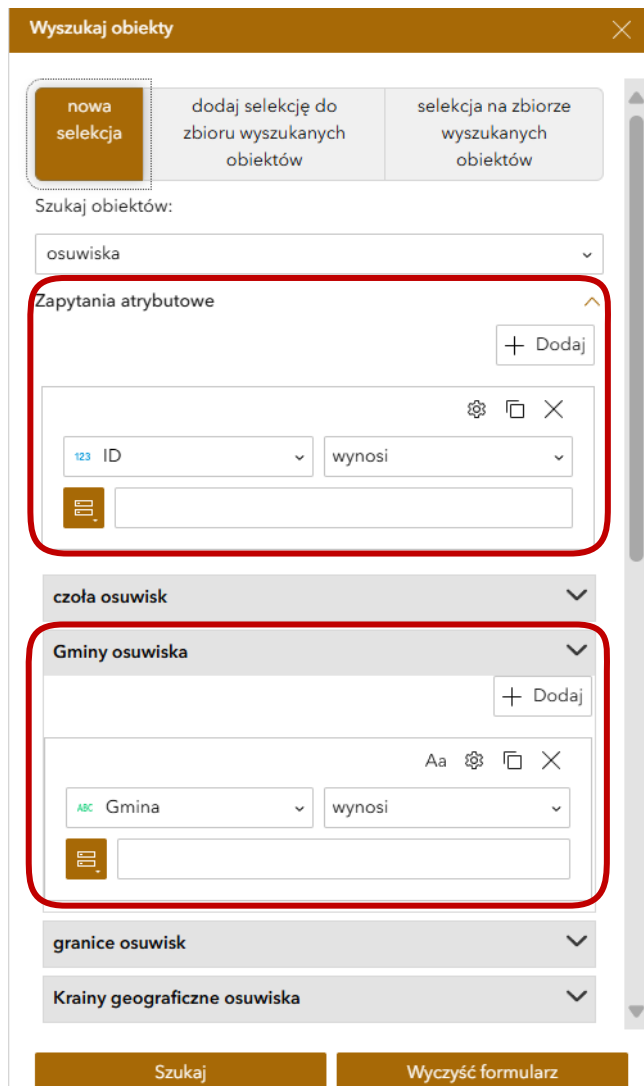 Wyszukaj obiekty
nowa
selekcja
dodaj selekcję do
zbioru wyszukanych
obiektów
selekcja na zbiorze
wyszukanych
obiektów
Szukaj obiektów:
osuwiska
Zapytania atrybutowe
Dodaj
123 ID
wynosi
czoła osuwisk
Gminy osuwiska
Dodaj
Aa
ABC Gmina
wynosi
granice osuwisk
Krainy geograficzne osuwiska
Szukaj
Wyczyść formularz